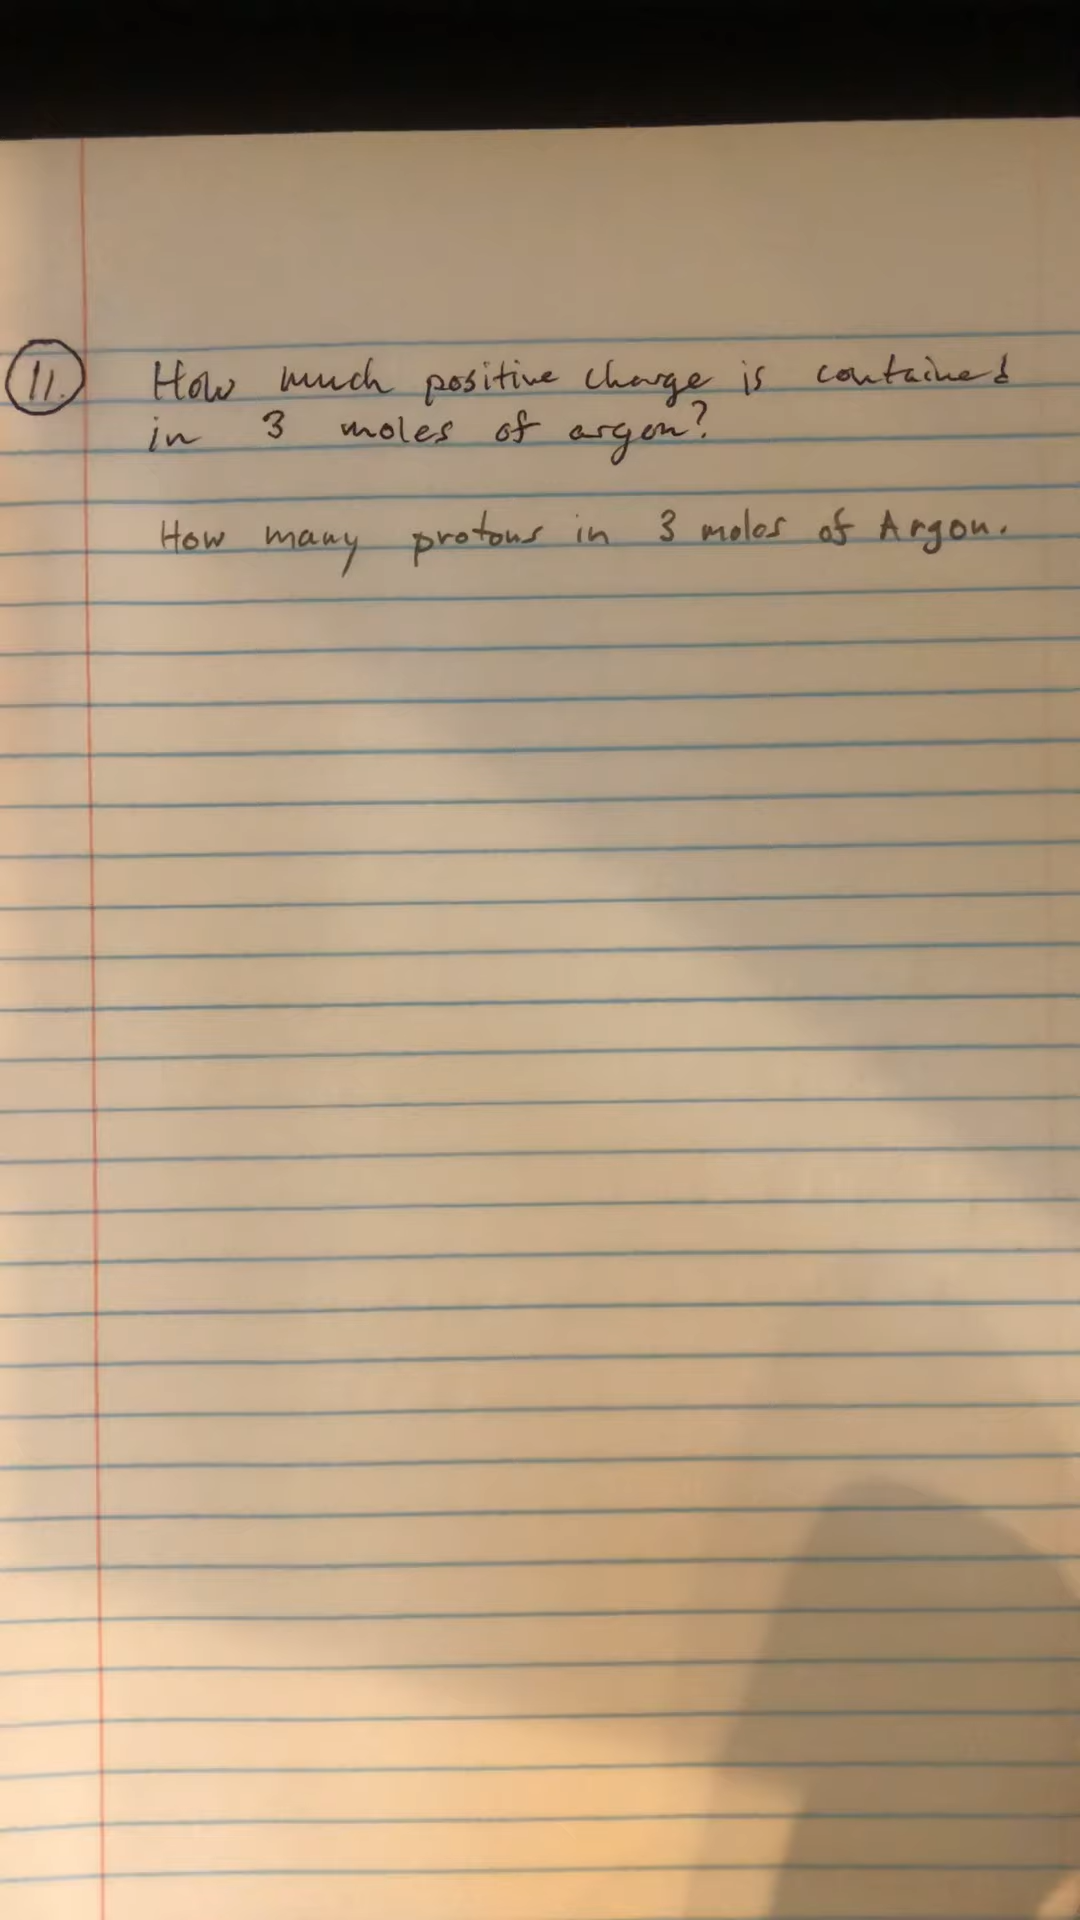 11. How much positive charge is contained
in 3 moles of argon?
How many protons in 3 moles of Argon.